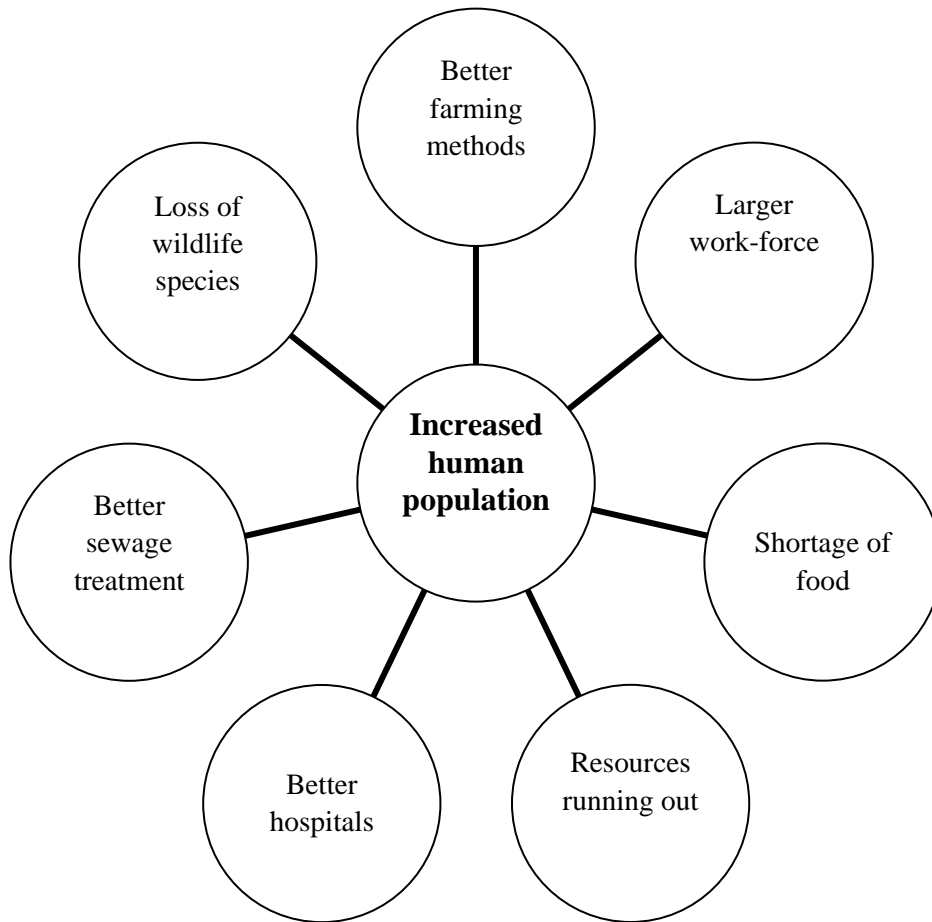 Better
farming
methods
Larger
work-force
Loss of
wildlife
species
Increased
human
population
Shortage of
food
Better
sewage
treatment
Resources
running out
Better
hospitals